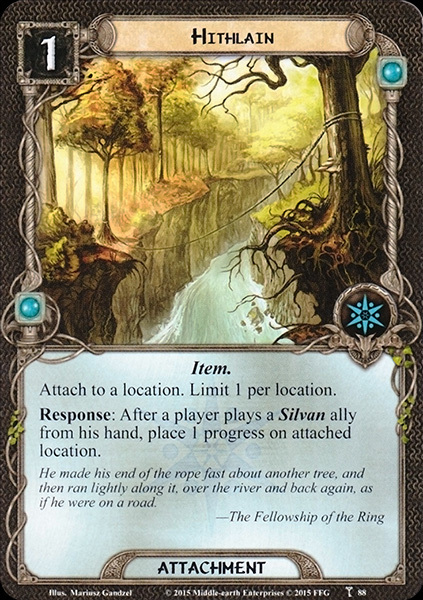 1
Hithlain
Item.
Attach to a location. Limit 1 per location.
Response: After a player plays a Silvan ally
from his hand, place 1 progress on attached
location.
He made his end of the rope fast about another tree, and
then ran lightly along it, over the river and back again, as
if he were on a road.
—The Fellowship of the Ring
Attachment
Illus. Mariusz Gandzel © 2015 Middle-earth Enterprises © 2015 FFG 88